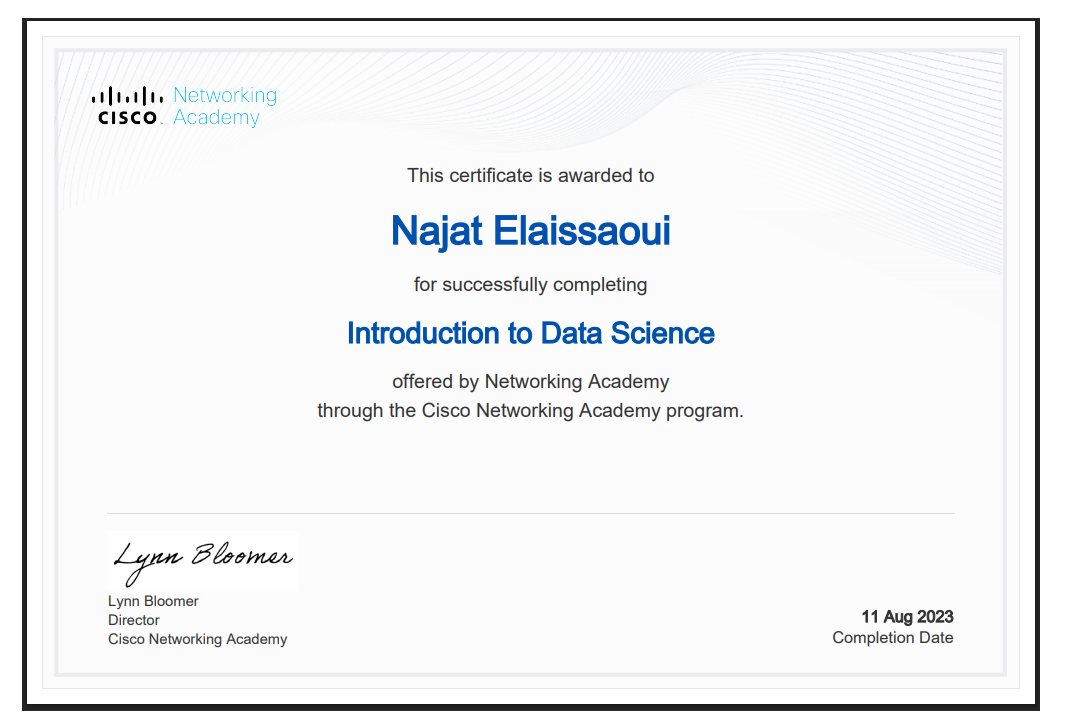 Networking
CISCO. Academy
This certificate is awarded to
Najat Elaissaoui
for successfully completing
Introduction to Data Science
offered by Networking Academy
through the Cisco Networking Academy program.
Lynn Bloomer
Lynn Bloomer
Director
Cisco Networking Academy
11 Aug 2023
Completion Date